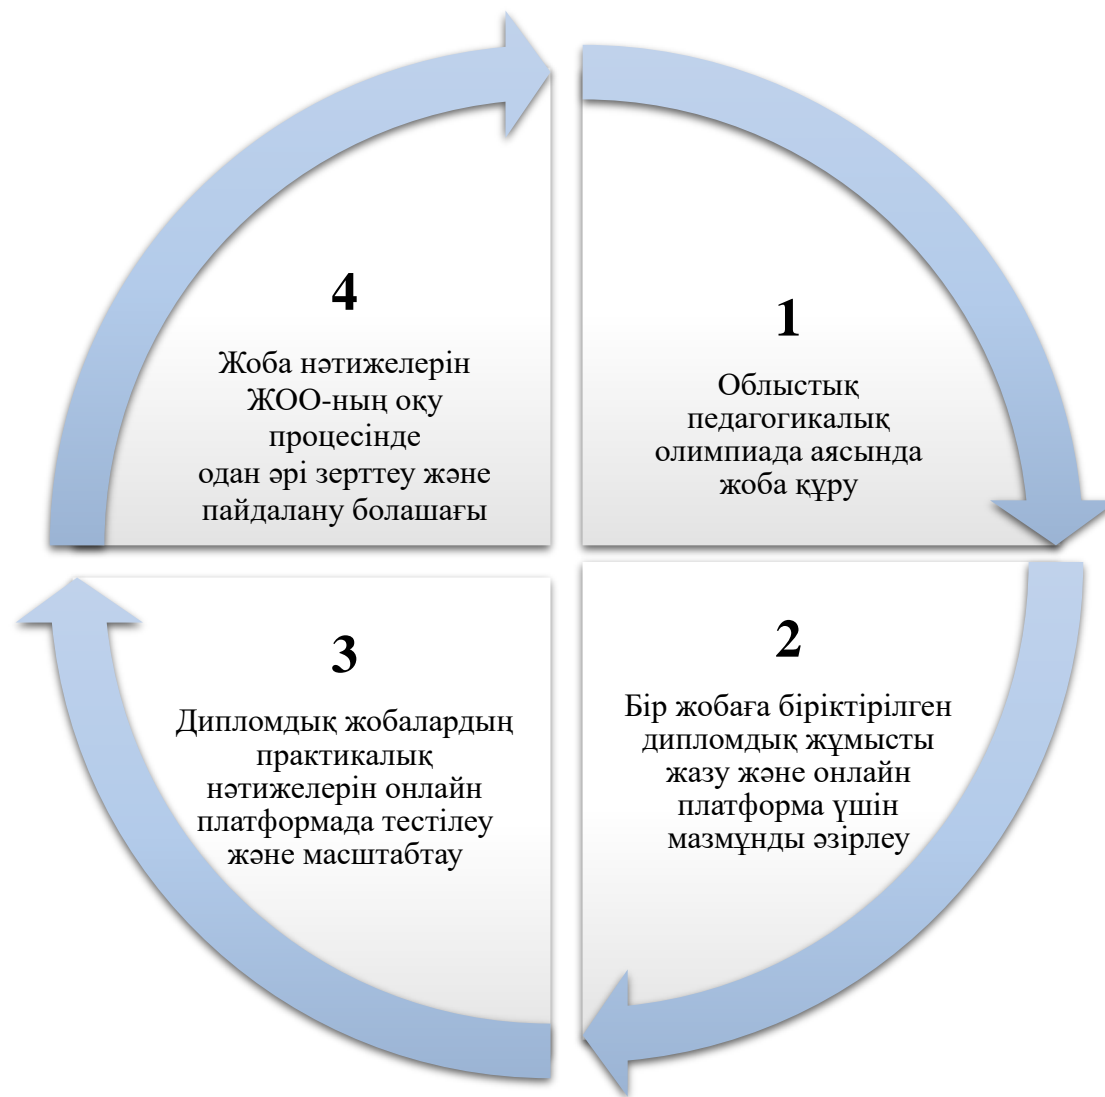 1
Облыстық
педагогикалық
олимпиада аясында
жоба құру
2
Бір жобаға біріктірілген
дипломдық жұмысты
жазу және онлайн
платформа үшін
мазмұнды әзірлеу
3
Дипломдық жобалардың
практикалық
нәтижелерін онлайн
платформада тестілеу
және масштабтау
4
Жоба нәтижелерін
ЖОО-ның оқу
процесінде
одан әрі зерттеу және
пайдалану болашағы